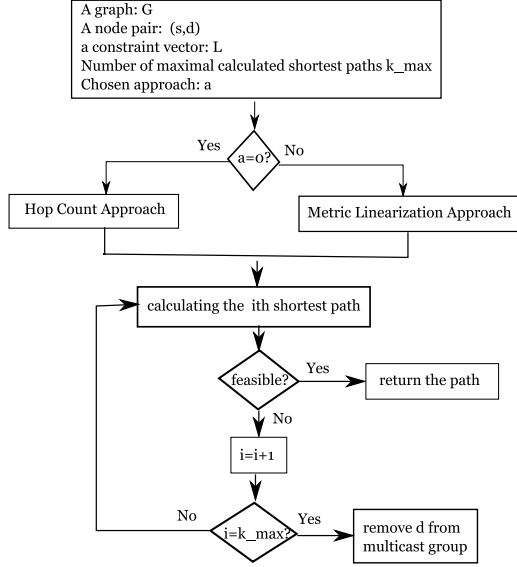 A graph: G
A node pair: (s,d)
a constraint vector: L
Number of maximal calculated shortest paths k_max
Chosen approach: a
Yes
a=0?
No
Hop Count Approach
Metric Linearization Approach
calculating the ith shortest path
feasible?
Yes
return the path
No
i=i+1
No
i=k_max?
Yes
remove d from
multicast group